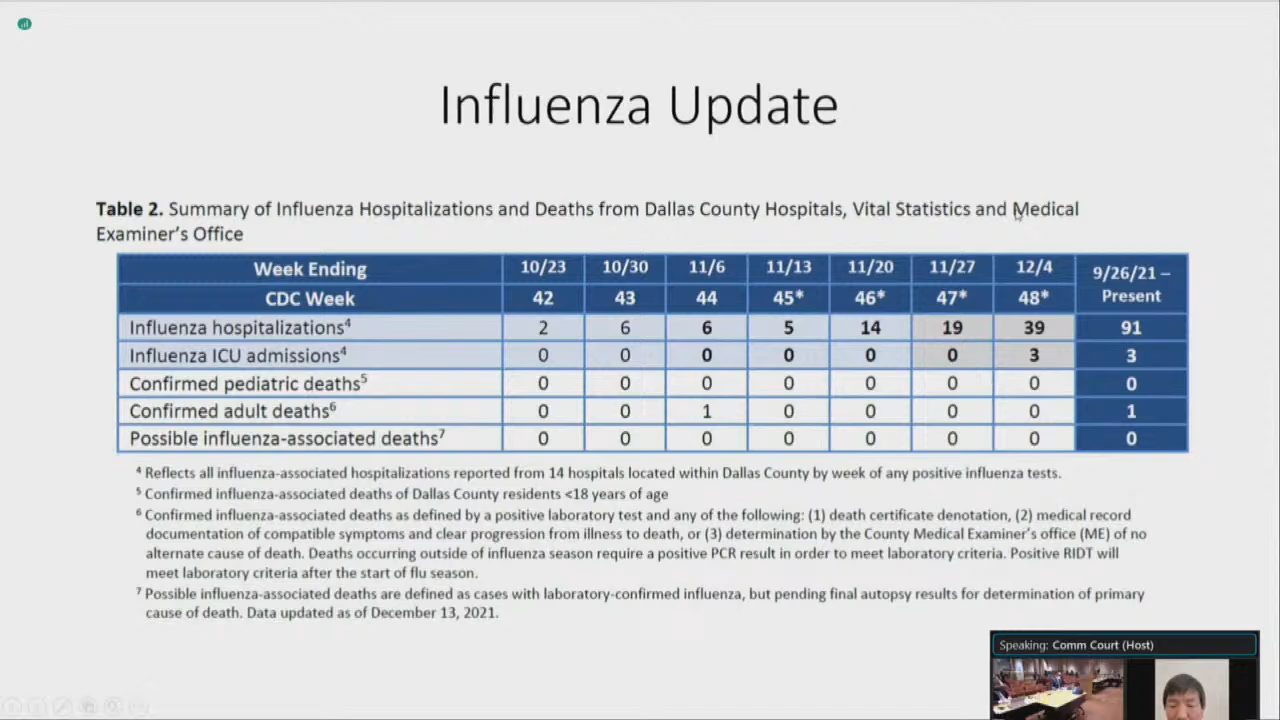 Influenza Update
Table 2. Summary of Influenza Hospitalizations and Deaths from Dallas County Hospitals, Vital Statistics and Medical
Examiner's Office
Week Ending 10/23 10/30 11/6 11/13 11/20 11/27 12/4 9/26/21 –
CDC Week 42 43 44 45* 46* 47* 48* Present
Influenza hospitalizations⁴ 2 6 6 5 14 19 39 91
Influenza ICU admissions⁴ 0 0 0 0 0 0 3 3
Confirmed pediatric deaths⁵ 0 0 0 0 0 0 0 0
Confirmed adult deaths⁶ 0 0 1 0 0 0 0 1
Possible influenza-associated deaths⁷ 0 0 0 0 0 0 0 0
⁴ Reflects all influenza-associated hospitalizations reported from 14 hospitals located within Dallas County by week of any positive influenza tests.
⁵ Confirmed influenza-associated deaths of Dallas County residents <18 years of age
⁶ Confirmed influenza-associated deaths as defined by a positive laboratory test and any of the following: (1) death certificate denotation, (2) medical record
documentation of compatible symptoms and clear progression from illness to death, or (3) determination by the County Medical Examiner's office (ME) of no
alternate cause of death. Deaths occurring outside of influenza season require a positive PCR result in order to meet laboratory criteria. Positive RIDT will
meet laboratory criteria after the start of flu season.
⁷ Possible influenza-associated deaths are defined as cases with laboratory-confirmed influenza, but pending final autopsy results for determination of primary
cause of death. Data updated as of December 13, 2021.
Speaking: Comm Court (Host)